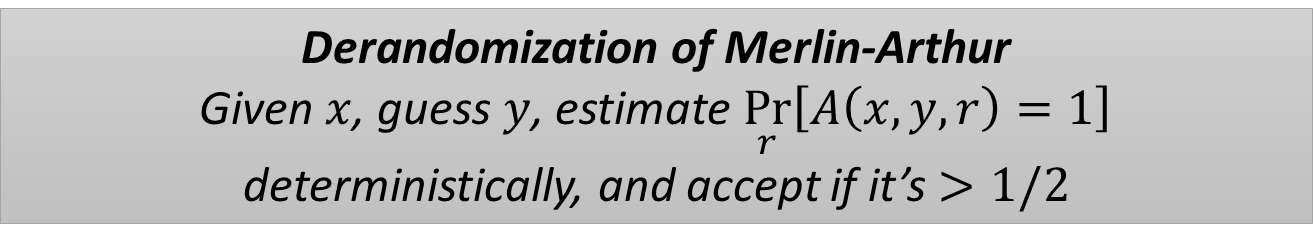 Derandomization of Merlin-Arthur
Given x, guess y, estimate Pr_r[A(x, y, r) = 1]
deterministically, and accept if it’s > 1/2